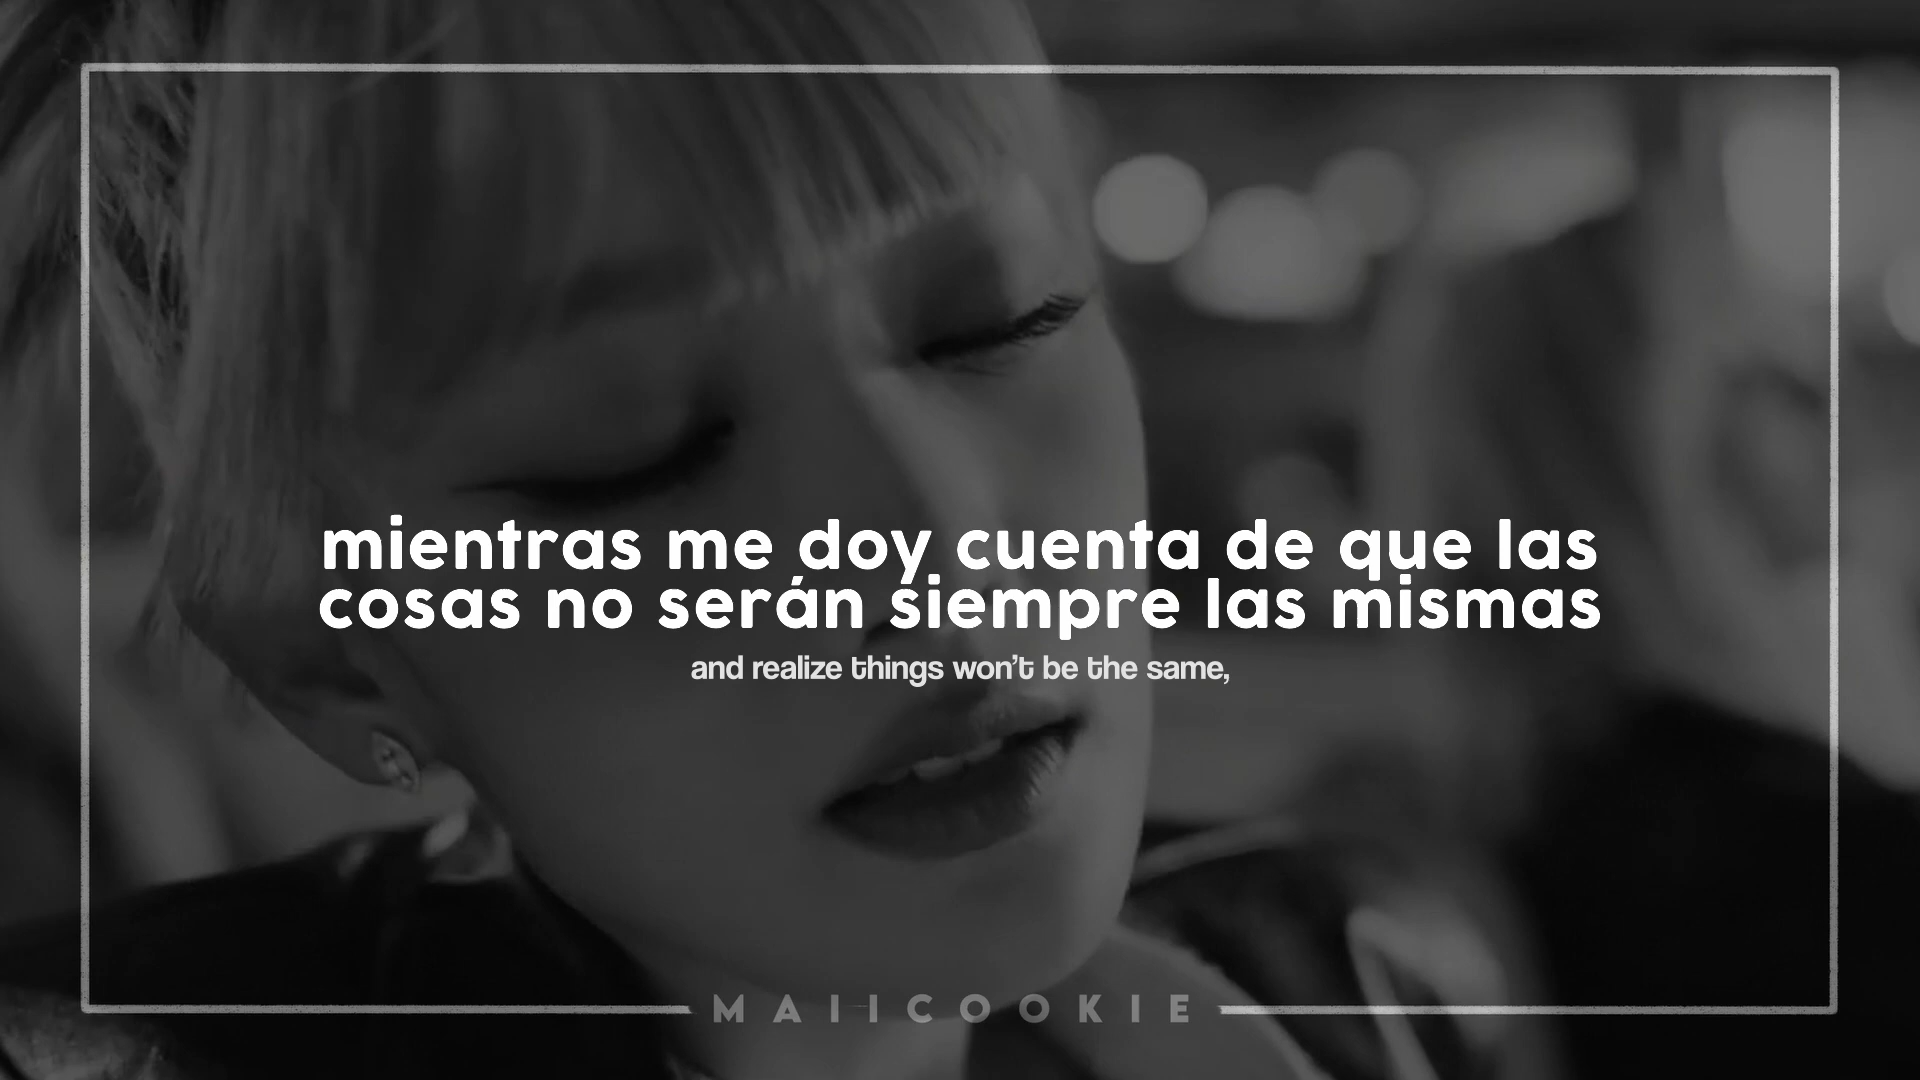 mientras me doy cuenta de que las
cosas no serán siempre las mismas
and realize things won't be the same,
MAIICOOKIE